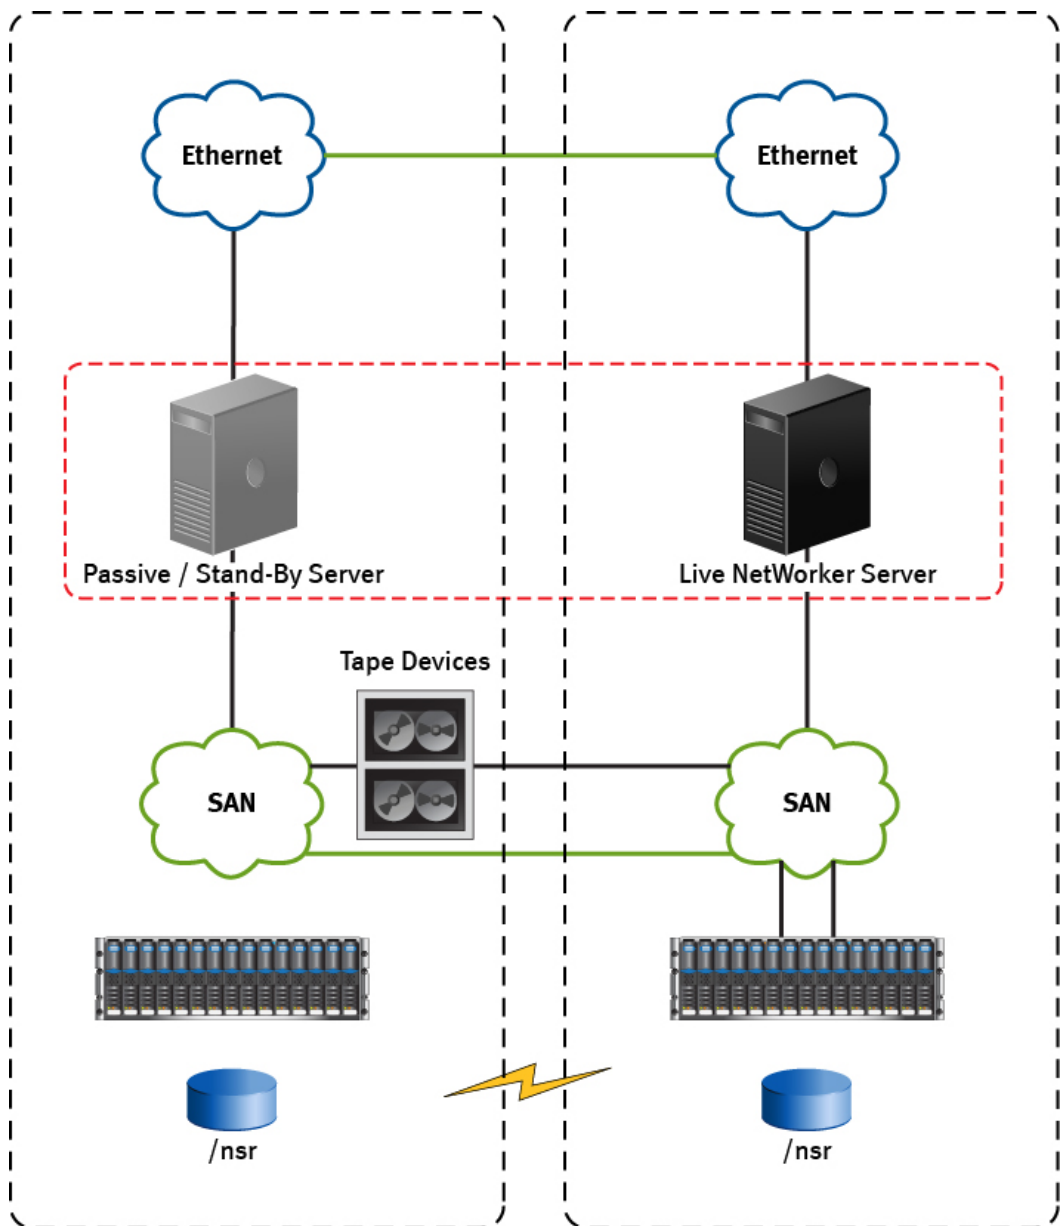 Ethernet
Ethernet
Passive / Stand-By Server
Live NetWorker Server
Tape Devices
SAN
SAN
/nsr
/nsr